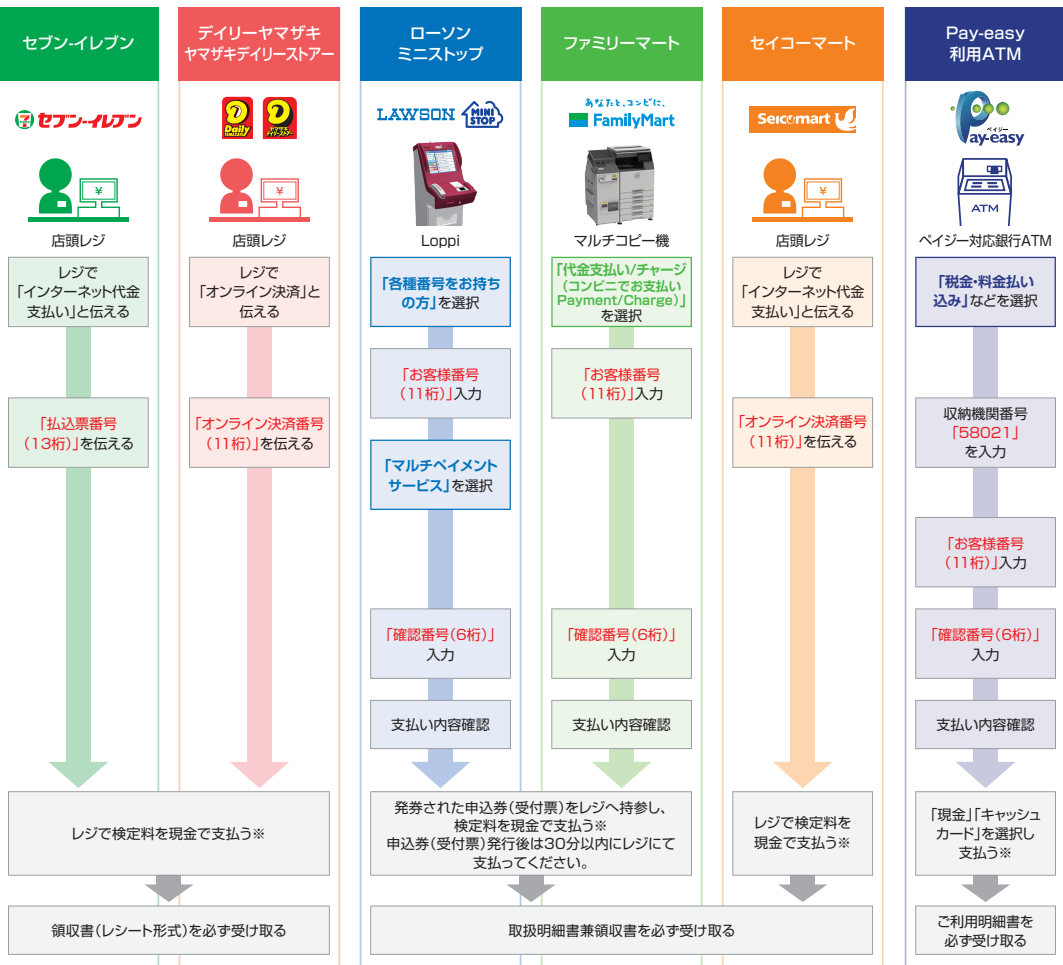 セブン-イレブン
デイリーヤマザキ
ヤマザキデイリーストアー
ローソン
ミニストップ
ファミリーマート
セイコーマート
Pay-easy
利用ATM
セブン-イレブン
Daily
YAMAZAKI
ヤマザキ
デイリーストアー
LAWSON
MINI
STOP
あなたと、コンビに、
FamilyMart
Seicomart
ペイジー
Pay-easy
¥
¥
¥
ATM
店頭レジ
店頭レジ
Loppi
マルチコピー機
店頭レジ
ペイジー対応銀行ATM
レジで
「インターネット代金
支払い」と伝える
レジで
「オンライン決済」と
伝える
「各種番号をお持ち
の方」を選択
「代金支払い/チャージ
(コンビニでお支払い
Payment/Charge)」
を選択
レジで
「インターネット代金
支払い」と伝える
「税金・料金払い
込み」などを選択
「お客様番号
(11桁)」入力
「お客様番号
(11桁)」入力
「払込票番号
(13桁)」を伝える
「オンライン決済番号
(11桁)」を伝える
「マルチペイメント
サービス」を選択
「オンライン決済番号
(11桁)」を伝える
収納機関番号
「58021」
を入力
「お客様番号
(11桁)」入力
「確認番号(6桁)」
入力
「確認番号(6桁)」
入力
「確認番号(6桁)」
入力
支払い内容確認
支払い内容確認
支払い内容確認
レジで検定料を現金で支払う※
発券された申込券(受付票)をレジへ持参し、
検定料を現金で支払う※
申込券(受付票)発行後は30分以内にレジにて
支払ってください。
レジで検定料を
現金で支払う※
「現金」「キャッシュ
カード」を選択し
支払う※
領収書(レシート形式)を必ず受け取る
取扱明細書兼領収書を必ず受け取る
ご利用明細書を
必ず受け取る